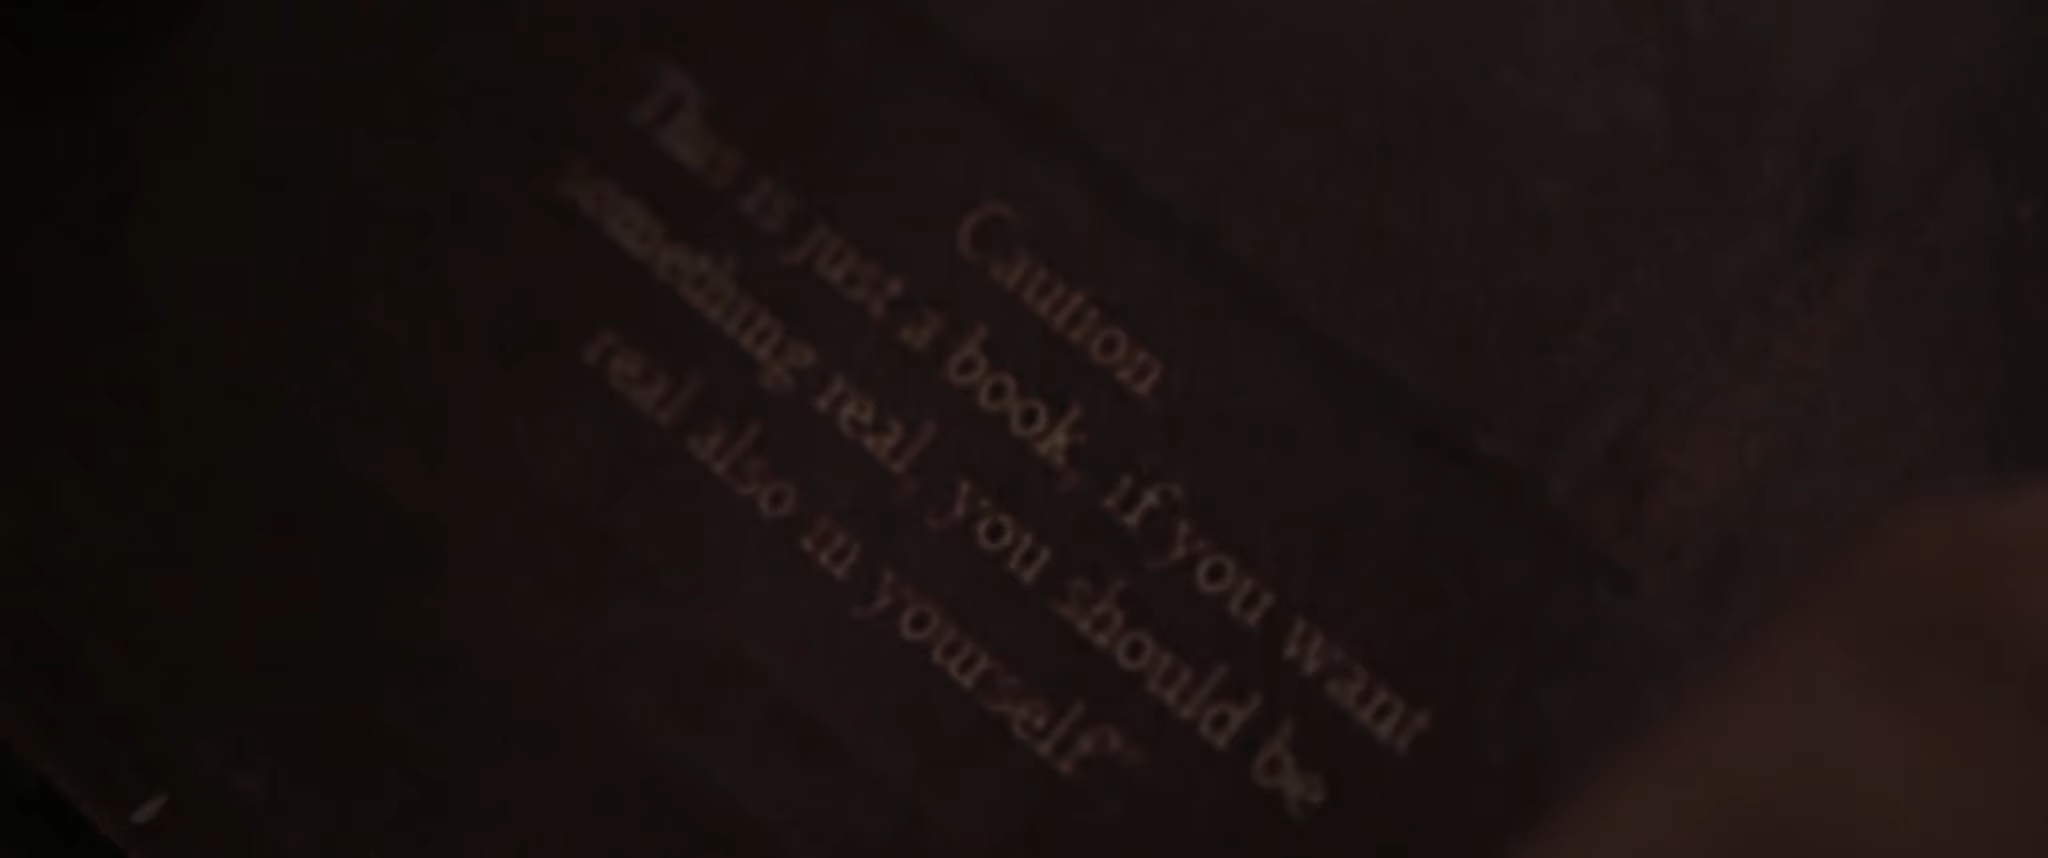 Caution
This is just a book, if you want
something real, you should be
real also in yourself"